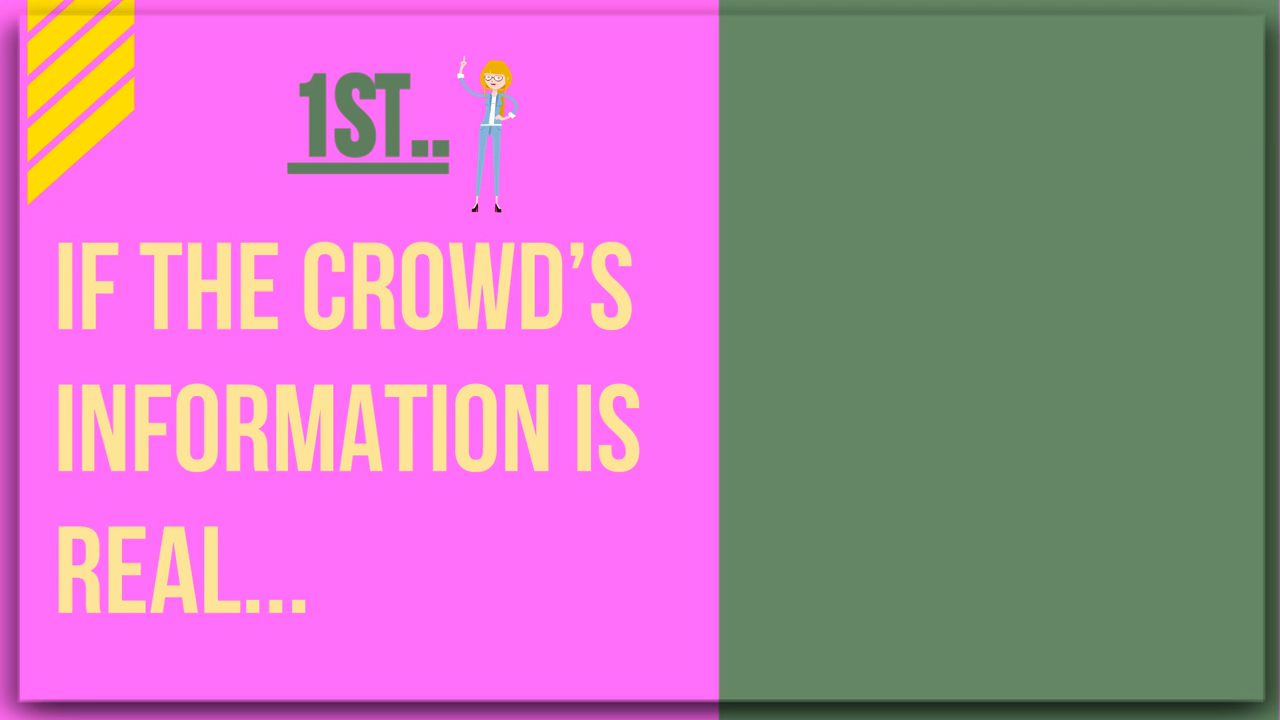 1ST..
IF THE CROWD’S
INFORMATION IS
REAL...